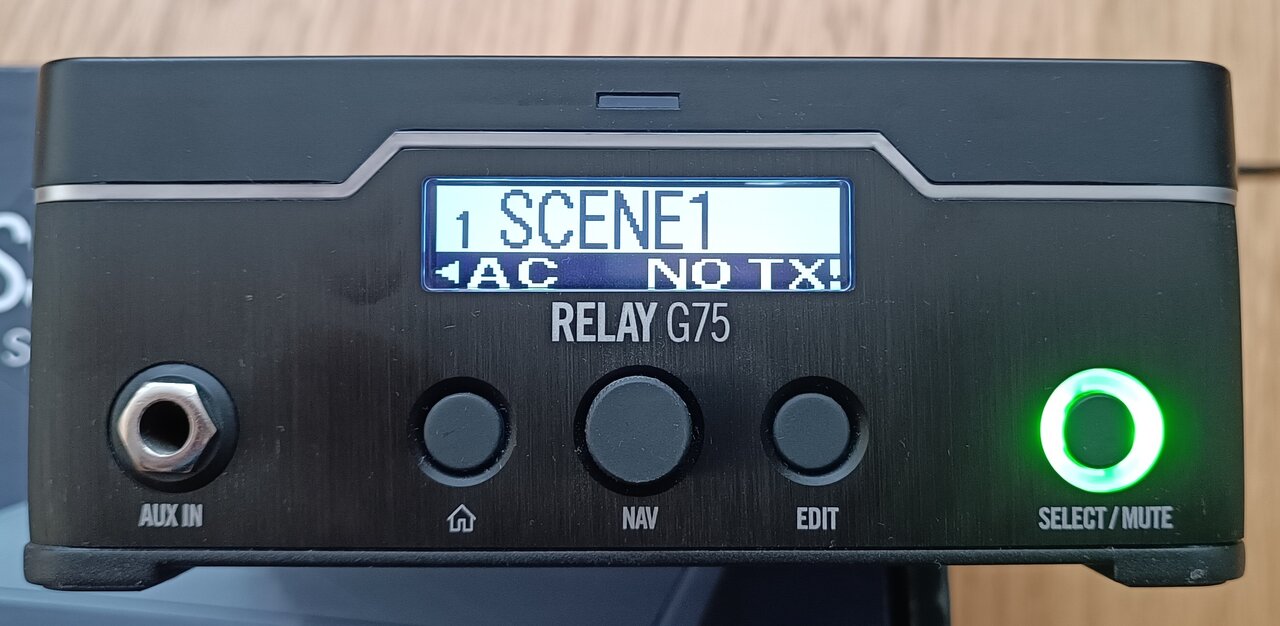 1 SCENE1
◄AC NO TX!
RELAY G75
AUX IN
NAV
EDIT
SELECT / MUTE